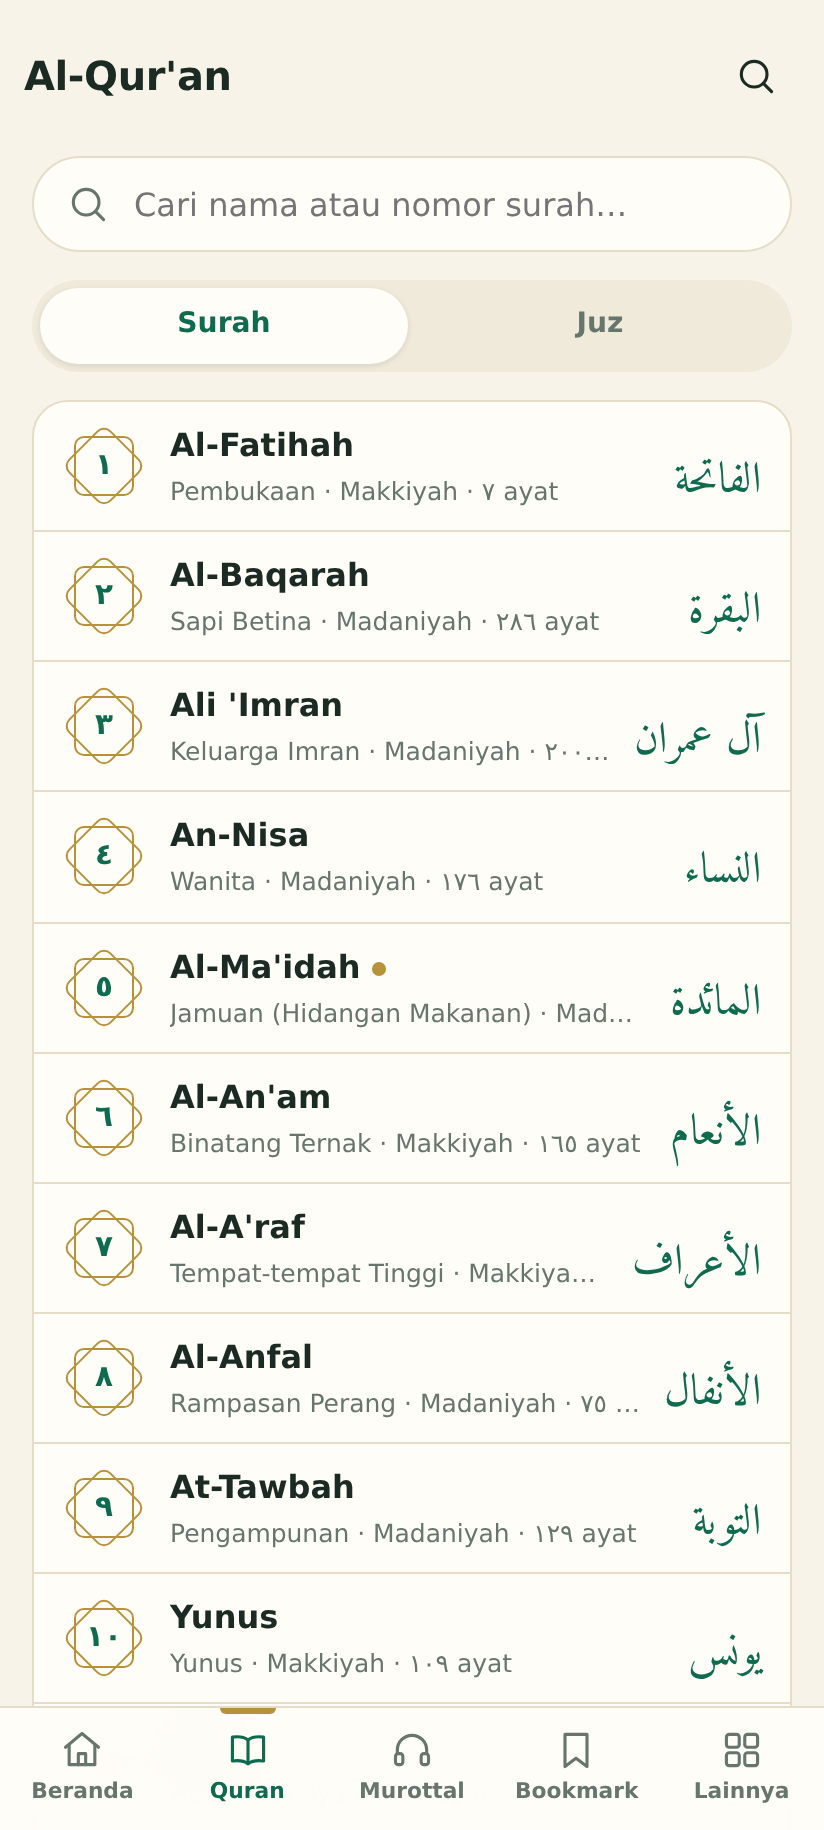 Al-Qur'an
Cari nama atau nomor surah...
Surah
Juz
١
Al-Fatihah
Pembukaan · Makkiyah · ٧ ayat
الفاتحة
٢
Al-Baqarah
Sapi Betina · Madaniyah · ٢٨٦ ayat
البقرة
٣
Ali 'Imran
Keluarga Imran · Madaniyah · ٢٠٠...
آل عمران
٤
An-Nisa
Wanita · Madaniyah · ١٧٦ ayat
النساء
٥
Al-Ma'idah
Jamuan (Hidangan Makanan) · Mad...
المائدة
٦
Al-An'am
Binatang Ternak · Makkiyah · ١٦٥ ayat
الأنعام
٧
Al-A'raf
Tempat-tempat Tinggi · Makkiya...
الأعراف
٨
Al-Anfal
Rampasan Perang · Madaniyah · ٧٥ ...
الأنفال
٩
At-Tawbah
Pengampunan · Madaniyah · ١٢٩ ayat
التوبة
١٠
Yunus
Yunus · Makkiyah · ١٠٩ ayat
يونس
Beranda
Quran
Murottal
Bookmark
Lainnya